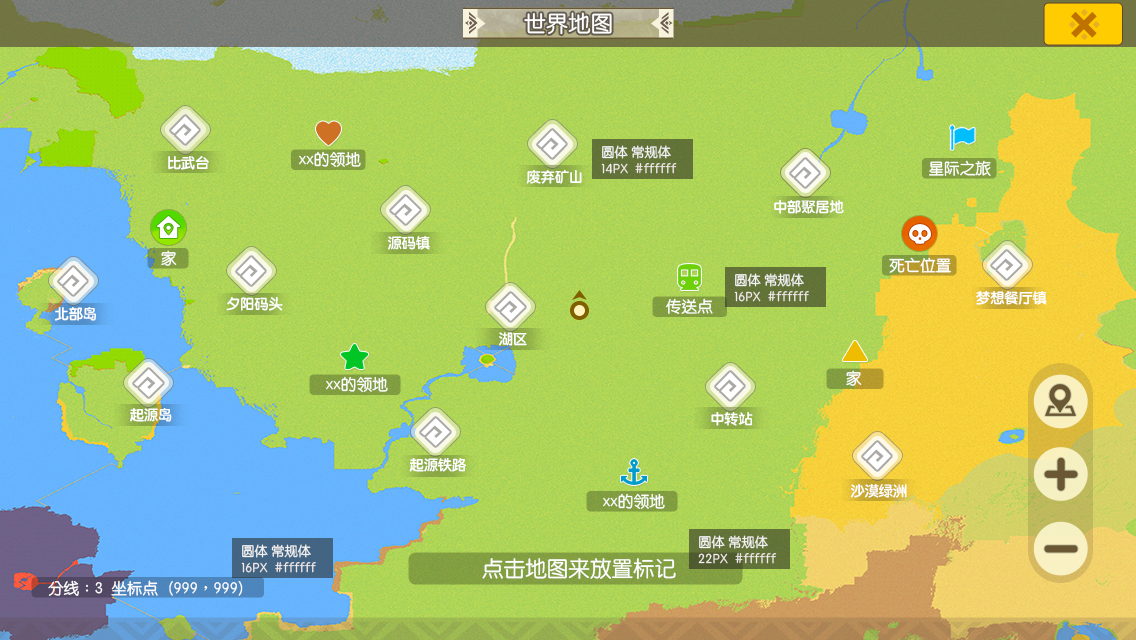 世界地图
比武台
xx的领地
废弃矿山
圆体 常规体
14PX #ffffff
星际之旅
中部聚居地
源码镇
家
死亡位置
北部岛
夕阳码头
传送点
圆体 常规体
16PX #ffffff
梦想餐厅镇
湖区
起源岛
xx的领地
家
中转站
起源铁路
沙漠绿洲
xx的领地
圆体 常规体
16PX #ffffff
圆体 常规体
22PX #ffffff
点击地图来放置标记
分线：3 坐标点（999，999）